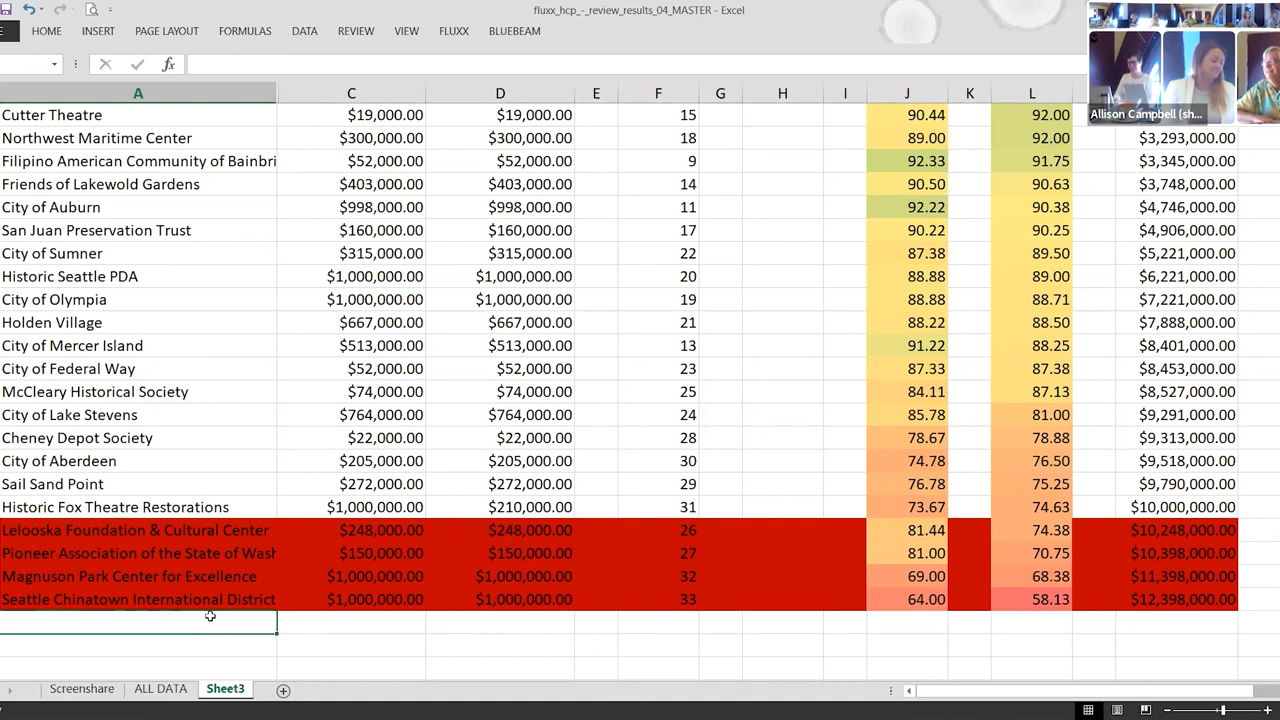 fluxx_hcp_-_review_results_04_MASTER - Excel
HOME INSERT PAGE LAYOUT FORMULAS DATA REVIEW VIEW FLUXX BLUEBEAM
fx
Allison Campbell (sh...
A C D E F G H I J K L
Cutter Theatre $19,000.00 $19,000.00 15 90.44 92.00
Northwest Maritime Center $300,000.00 $300,000.00 18 89.00 92.00 $3,293,000.00
Filipino American Community of Bainbri $52,000.00 $52,000.00 9 92.33 91.75 $3,345,000.00
Friends of Lakewold Gardens $403,000.00 $403,000.00 14 90.50 90.63 $3,748,000.00
City of Auburn $998,000.00 $998,000.00 11 92.22 90.38 $4,746,000.00
San Juan Preservation Trust $160,000.00 $160,000.00 17 90.22 90.25 $4,906,000.00
City of Sumner $315,000.00 $315,000.00 22 87.38 89.50 $5,221,000.00
Historic Seattle PDA $1,000,000.00 $1,000,000.00 20 88.88 89.00 $6,221,000.00
City of Olympia $1,000,000.00 $1,000,000.00 19 88.88 88.71 $7,221,000.00
Holden Village $667,000.00 $667,000.00 21 88.22 88.50 $7,888,000.00
City of Mercer Island $513,000.00 $513,000.00 13 91.22 88.25 $8,401,000.00
City of Federal Way $52,000.00 $52,000.00 23 87.33 87.38 $8,453,000.00
McCleary Historical Society $74,000.00 $74,000.00 25 84.11 87.13 $8,527,000.00
City of Lake Stevens $764,000.00 $764,000.00 24 85.78 81.00 $9,291,000.00
Cheney Depot Society $22,000.00 $22,000.00 28 78.67 78.88 $9,313,000.00
City of Aberdeen $205,000.00 $205,000.00 30 74.78 76.50 $9,518,000.00
Sail Sand Point $272,000.00 $272,000.00 29 76.78 75.25 $9,790,000.00
Historic Fox Theatre Restorations $1,000,000.00 $210,000.00 31 73.67 74.63 $10,000,000.00
Lelooska Foundation & Cultural Center $248,000.00 $248,000.00 26 81.44 74.38 $10,248,000.00
Pioneer Association of the State of Wash $150,000.00 $150,000.00 27 81.00 70.75 $10,398,000.00
Magnuson Park Center for Excellence $1,000,000.00 $1,000,000.00 32 69.00 68.38 $11,398,000.00
Seattle Chinatown International District $1,000,000.00 $1,000,000.00 33 64.00 58.13 $12,398,000.00
Screenshare ALL DATA Sheet3